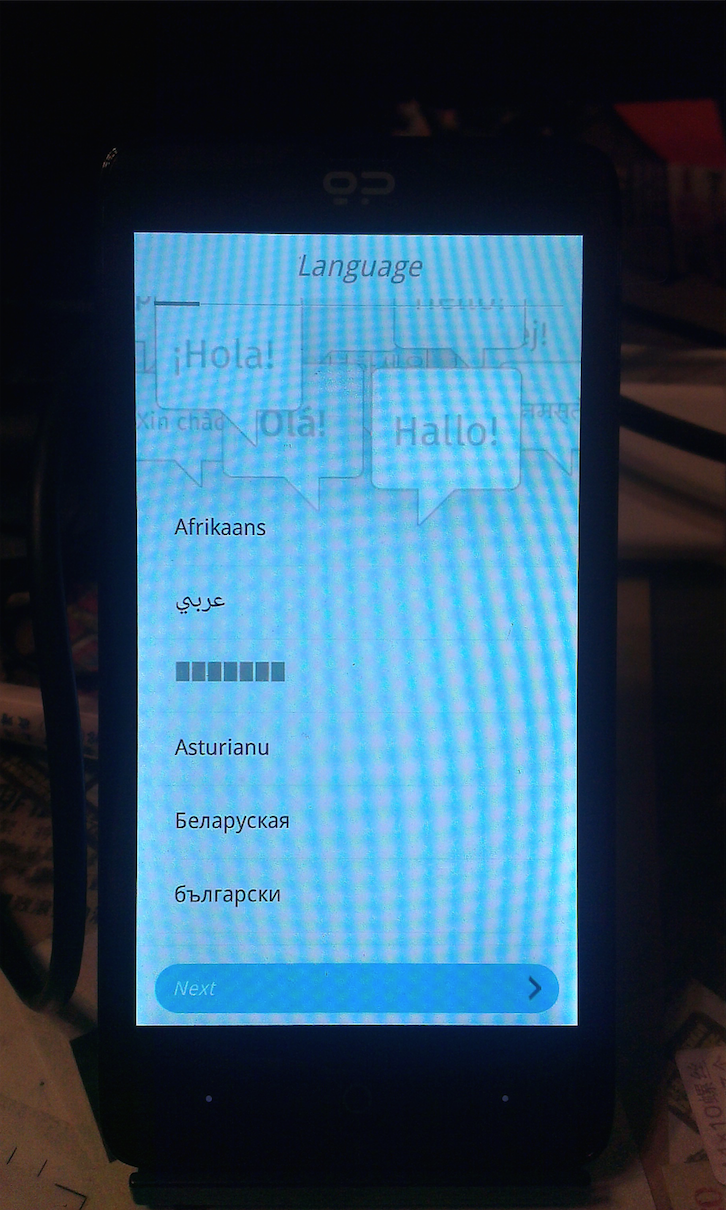 Language
¡Hola!
Xin chào
Olá!
Hallo!
Afrikaans
عربي
Asturianu
Беларуская
български
Next